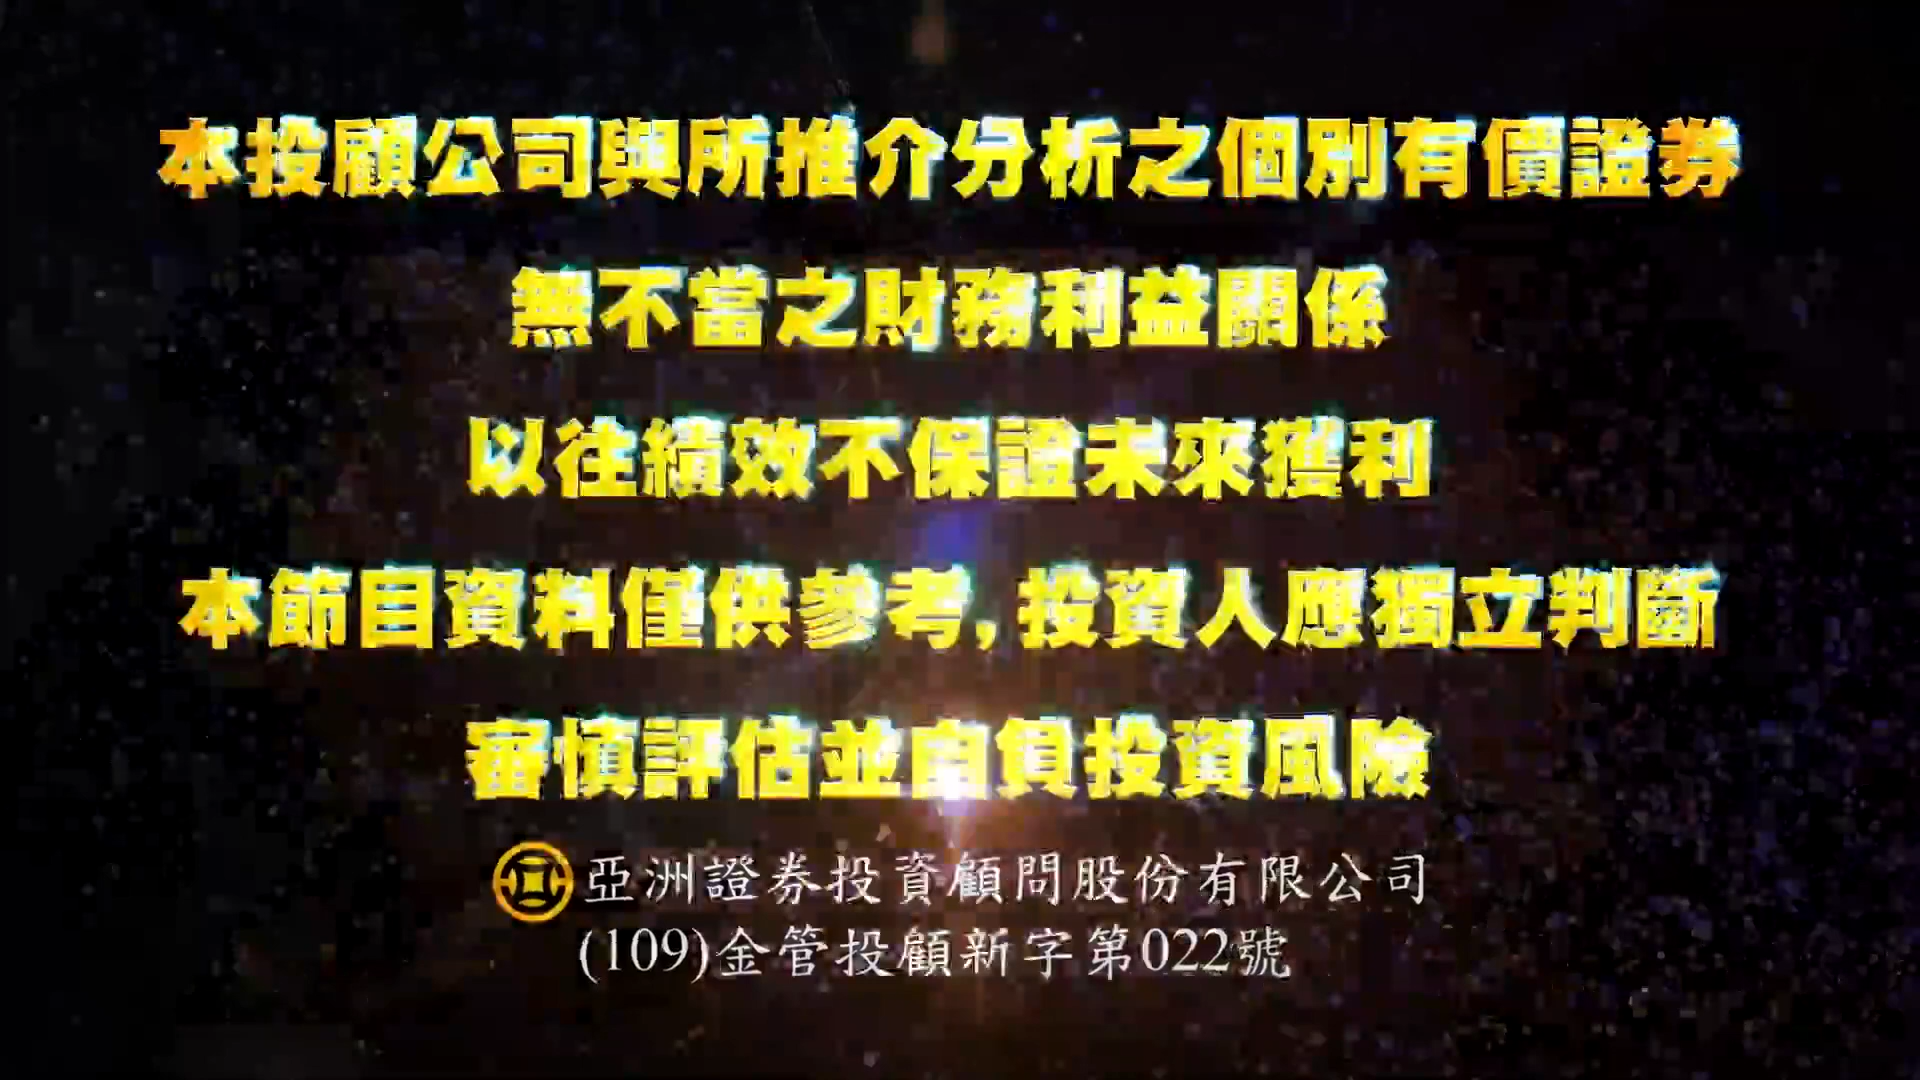 本投顧公司與所推介分析之個別有價證券
無不當之財務利益關係
以往績效不保證未來獲利
本節目資料僅供參考,投資人應獨立判斷
審慎評估並自負投資風險
亞洲證券投資顧問股份有限公司
(109)金管投顧新字第022號